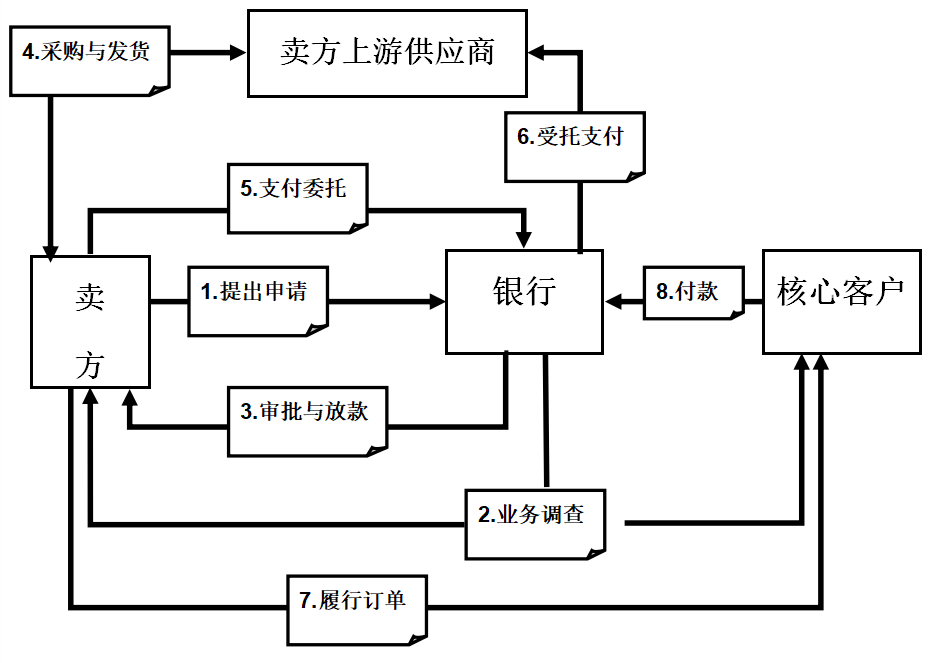 4.采购与发货
卖方上游供应商
6.受托支付
5.支付委托
卖
方
1.提出申请
银行
8.付款
核心客户
3.审批与放款
2.业务调查
7.履行订单